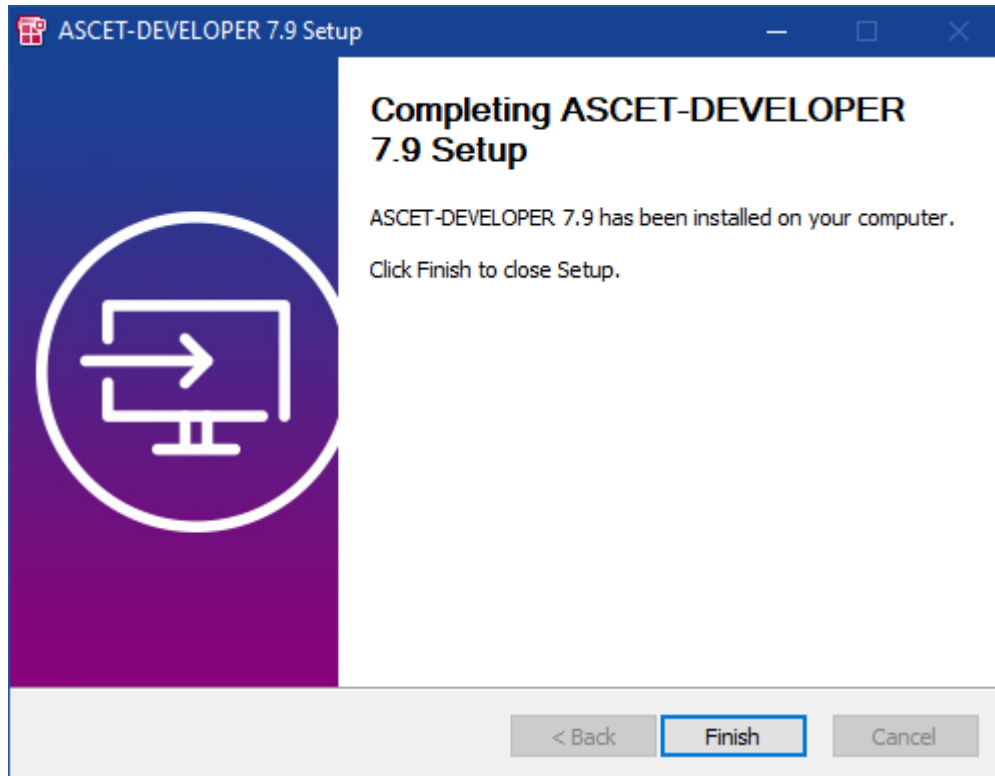 ASCET-DEVELOPER 7.9 Setup
Completing ASCET-DEVELOPER
7.9 Setup
ASCET-DEVELOPER 7.9 has been installed on your computer.
Click Finish to close Setup.
< Back
Finish
Cancel